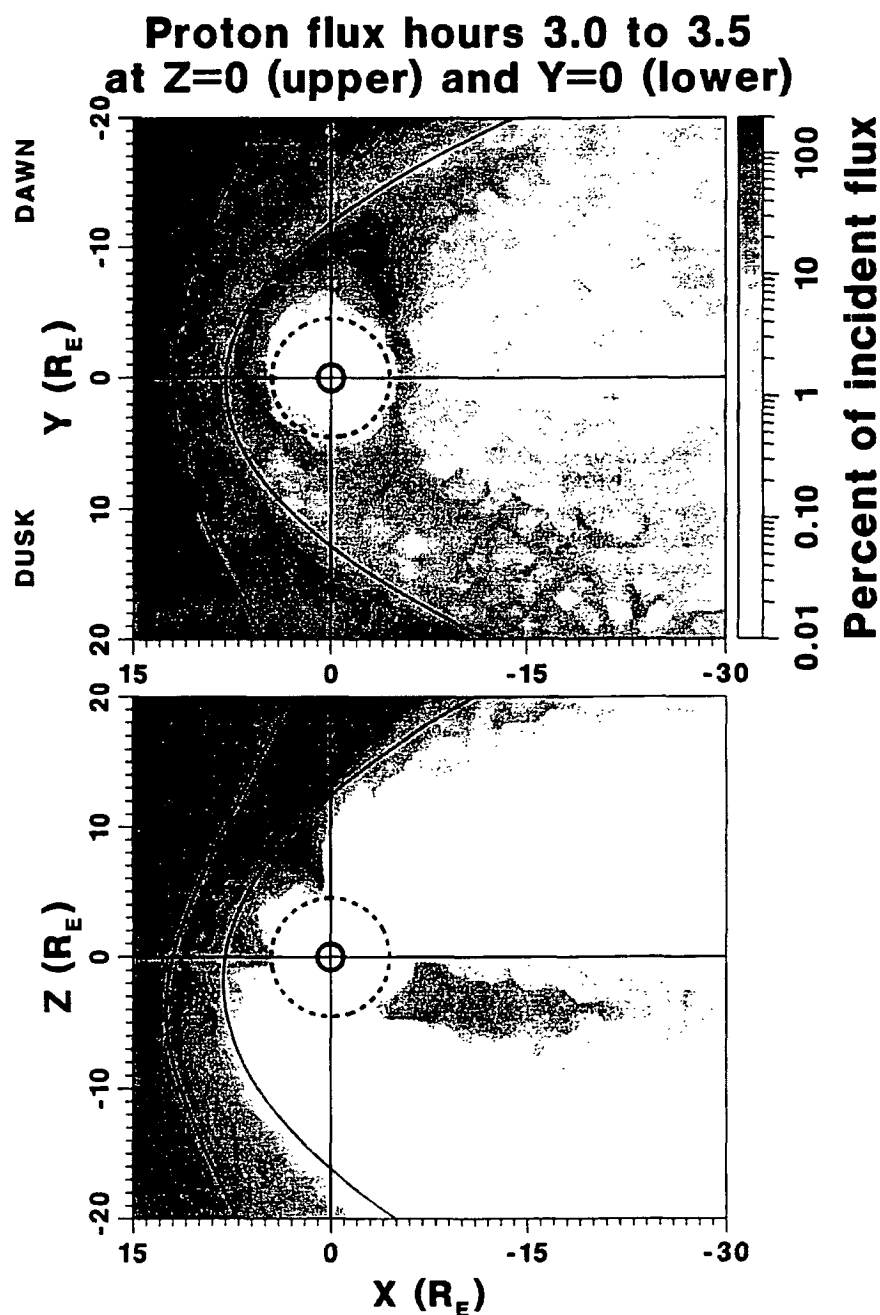 Proton flux hours 3.0 to 3.5
at Z=0 (upper) and Y=0 (lower)
DAWN
DUSK
Y (R_E)
-20
-10
0
10
20
15
0
-15
-30
100
10
1
0.10
0.01
Percent of incident flux
Z (R_E)
20
10
0
-10
-20
15
0
-15
-30
X (R_E)